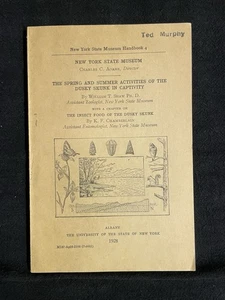 Ted Murphy
New York State Museum Handbook 4
NEW YORK STATE MUSEUM
CHARLES C. ADAMS, Director
THE SPRING AND SUMMER ACTIVITIES OF THE
DUSKY SKUNK IN CAPTIVITY
BY WILLIAM T. SHAW PH. D.
Assistant Zoologist, New York State Museum
WITH A CHAPTER ON
THE INSECT FOOD OF THE DUSKY SKUNK
BY K. F. CHAMBERLAIN
Assistant Entomologist, New York State Museum
ALBANY
THE UNIVERSITY OF THE STATE OF NEW YORK
1928